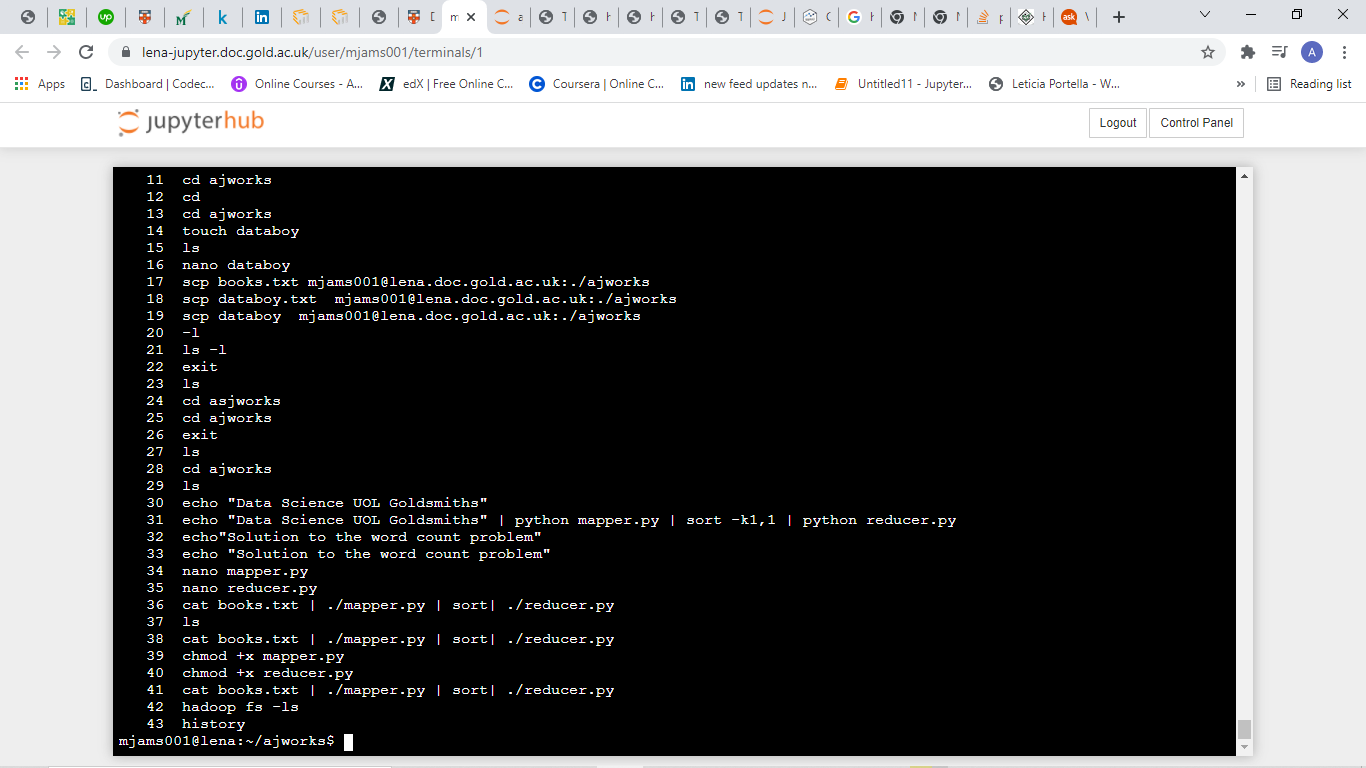 m
a
T
h
h
T
T
J
C
H
N
N
p
H
V
lena-jupyter.doc.gold.ac.uk/user/mjams001/terminals/1
A
Apps
Dashboard | Codec...
Online Courses - A...
edX | Free Online C...
Coursera | Online C...
new feed updates n...
Untitled11 - Jupyter...
Leticia Portella - W...
»
Reading list
jupyterhub
Logout
Control Panel
11 cd ajworks
12 cd
13 cd ajworks
14 touch databoy
15 ls
16 nano databoy
17 scp books.txt mjams001@lena.doc.gold.ac.uk:./ajworks
18 scp databoy.txt  mjams001@lena.doc.gold.ac.uk:./ajworks
19 scp databoy  mjams001@lena.doc.gold.ac.uk:./ajworks
20 -l
21 ls -l
22 exit
23 ls
24 cd asjworks
25 cd ajworks
26 exit
27 ls
28 cd ajworks
29 ls
30 echo "Data Science UOL Goldsmiths"
31 echo "Data Science UOL Goldsmiths" | python mapper.py | sort -k1,1 | python reducer.py
32 echo"Solution to the word count problem"
33 echo "Solution to the word count problem"
34 nano mapper.py
35 nano reducer.py
36 cat books.txt | ./mapper.py | sort| ./reducer.py
37 ls
38 cat books.txt | ./mapper.py | sort| ./reducer.py
39 chmod +x mapper.py
40 chmod +x reducer.py
41 cat books.txt | ./mapper.py | sort| ./reducer.py
42 hadoop fs -ls
43 history
mjams001@lena:~/ajworks$